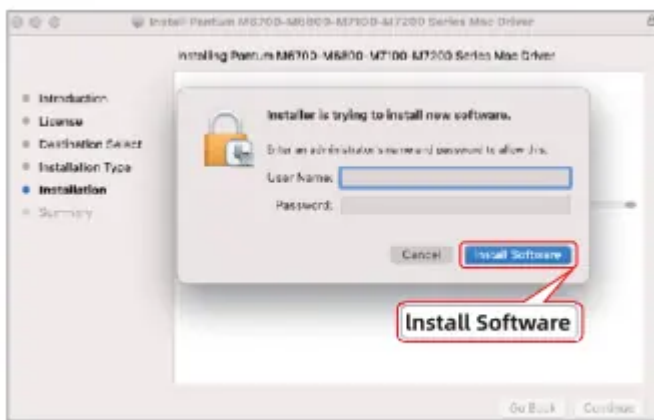 Install Pantum M6700-M6800-M7100-M7200 Series Mac Driver
Installing Pantum M6700-M6800-M7100-M7200 Series Mac Driver
Introduction
License
Destination Select
Installation Type
Installation
Summary
Installer is trying to install new software.
Enter an administrator's name and password to allow this.
User Name:
Password:
Cancel
Install Software
Install Software
Go Back
Continue